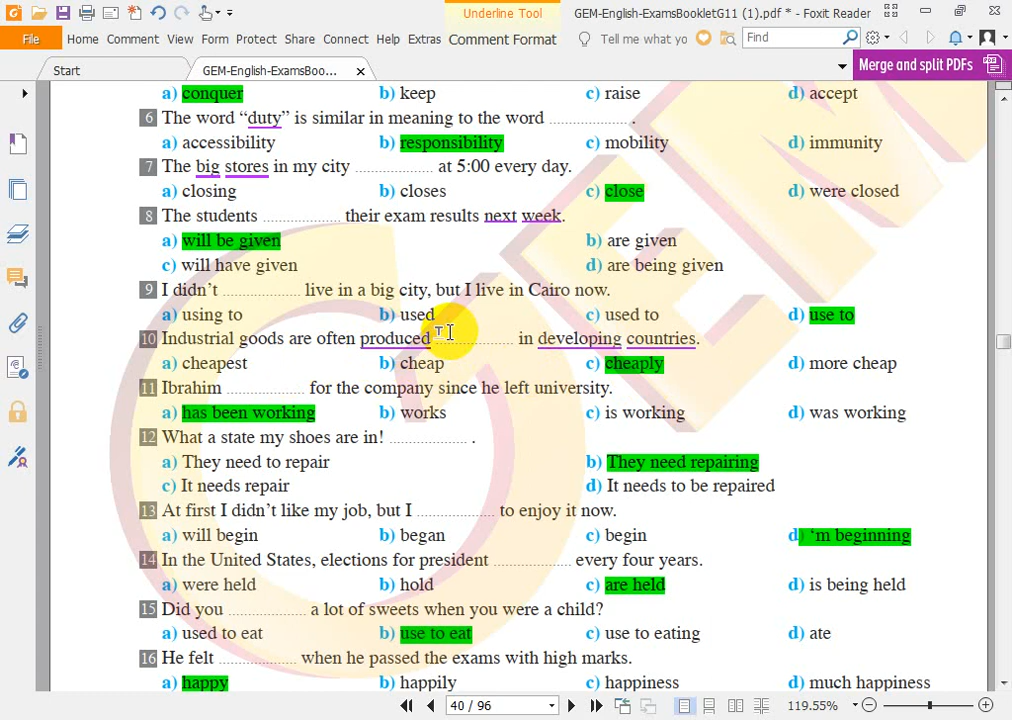 Underline Tool
GEM-English-ExamsBookletG11 (1).pdf * - Foxit Reader
File Home Comment View Form Protect Share Connect Help Extras Comment Format Tell me what yo Find
Start GEM-English-ExamsBoo... Merge and split PDFs
a) conquer b) keep c) raise d) accept
6 The word “duty” is similar in meaning to the word .................... .
a) accessibility b) responsibility c) mobility d) immunity
7 The big stores in my city .................... at 5:00 every day.
a) closing b) closes c) close d) were closed
8 The students .................... their exam results next week.
a) will be given b) are given
c) will have given d) are being given
9 I didn’t .................... live in a big city, but I live in Cairo now.
a) using to b) used c) used to d) use to
10 Industrial goods are often produced .................... in developing countries.
a) cheapest b) cheap c) cheaply d) more cheap
11 Ibrahim .................... for the company since he left university.
a) has been working b) works c) is working d) was working
12 What a state my shoes are in! .................... .
a) They need to repair b) They need repairing
c) It needs repair d) It needs to be repaired
13 At first I didn’t like my job, but I .................... to enjoy it now.
a) will begin b) began c) begin d) ‘m beginning
14 In the United States, elections for president .................... every four years.
a) were held b) hold c) are held d) is being held
15 Did you .................... a lot of sweets when you were a child?
a) used to eat b) use to eat c) use to eating d) ate
16 He felt .................... when he passed the exams with high marks.
a) happy b) happily c) happiness d) much happiness
40 / 96 119.55%